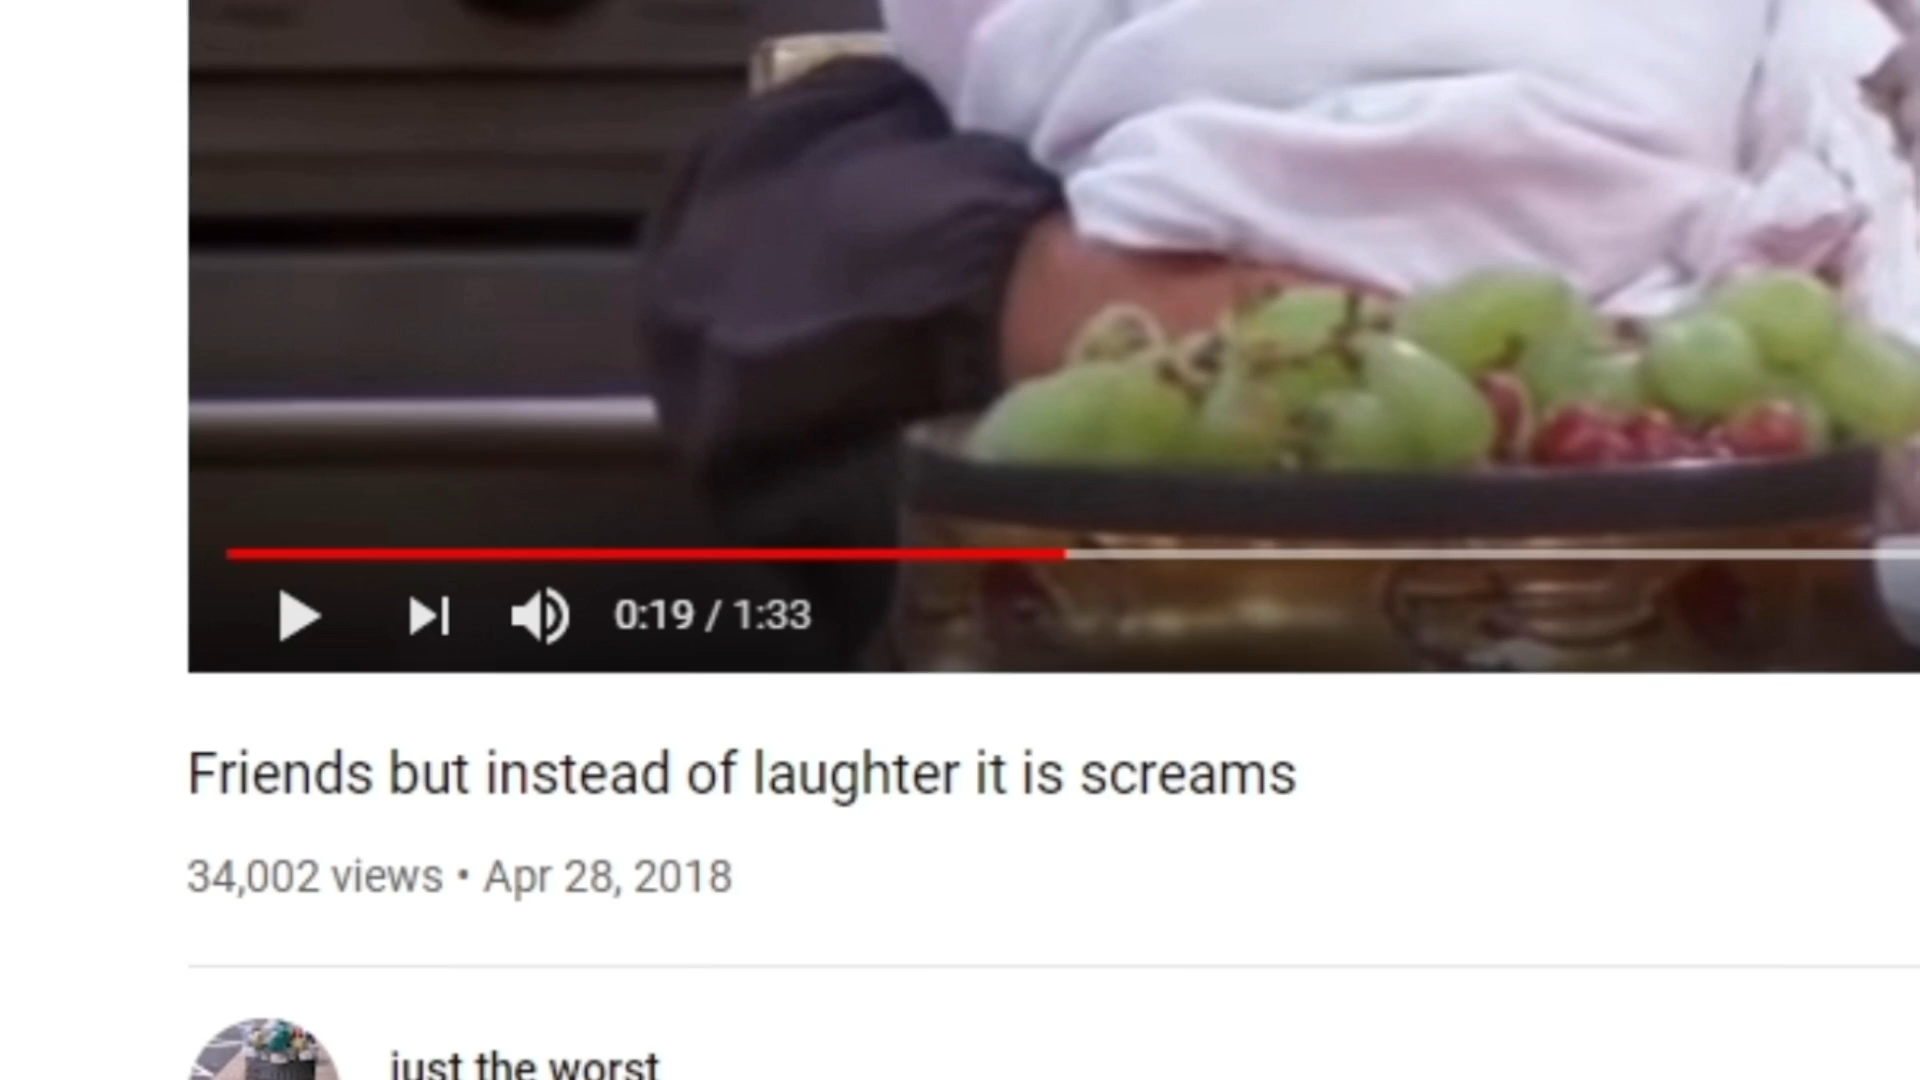 0:19 / 1:33
Friends but instead of laughter it is screams
34,002 views • Apr 28, 2018
just the worst